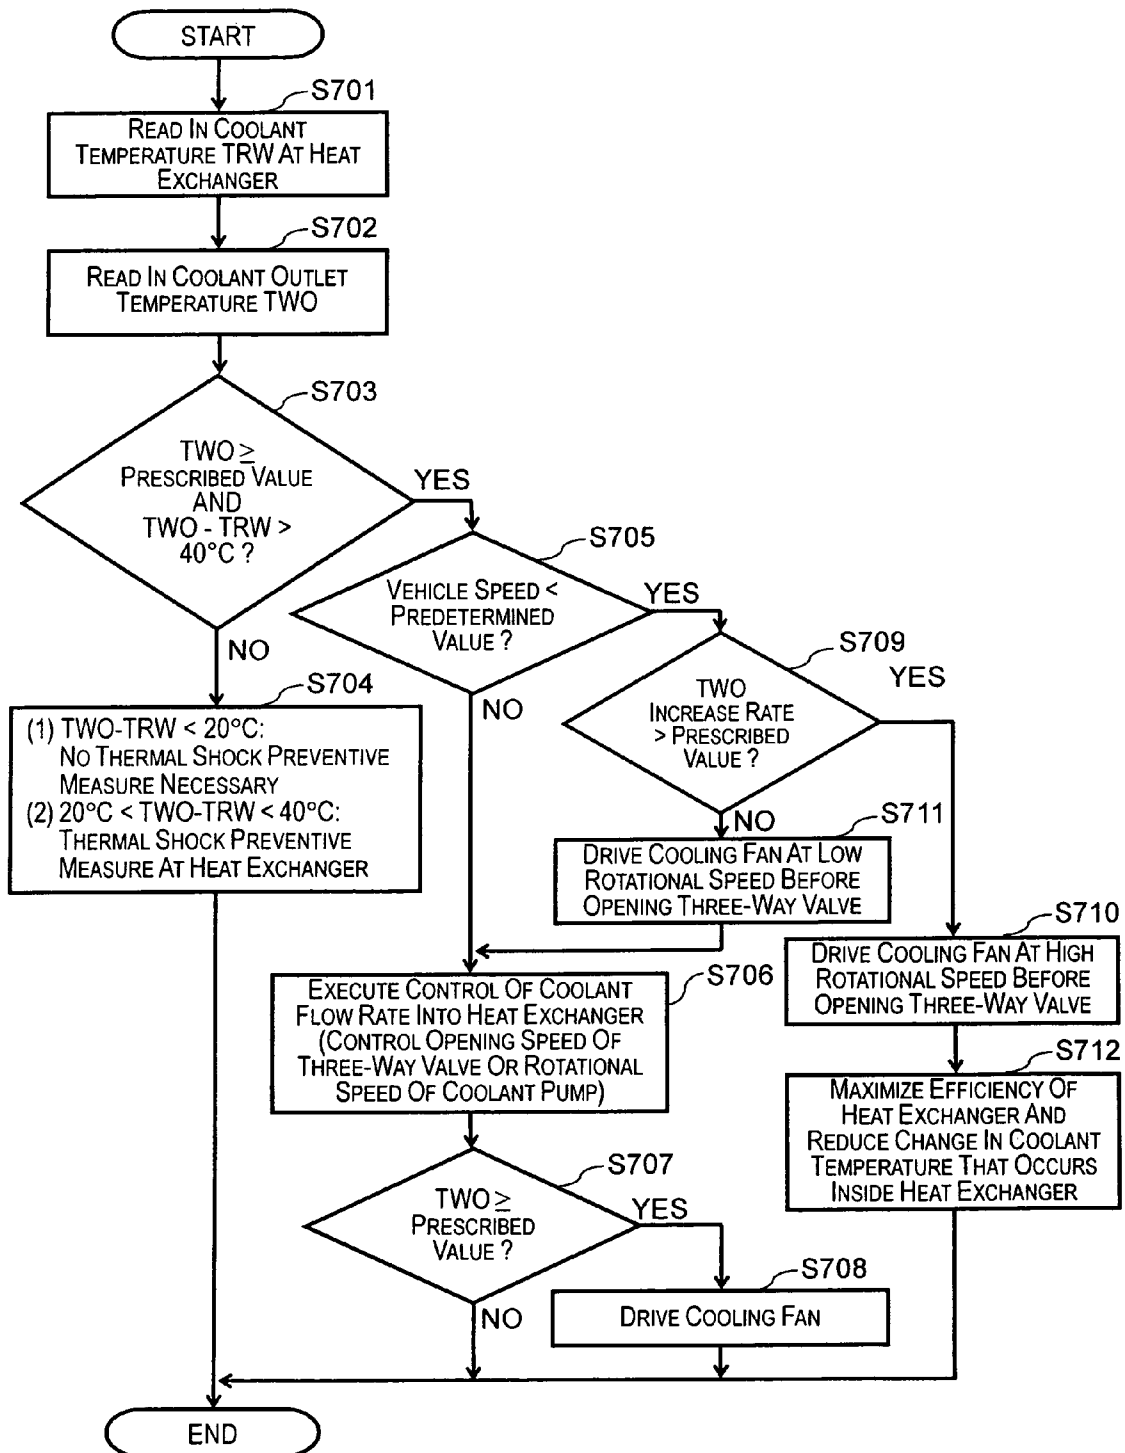 START
S701
READ IN COOLANT
TEMPERATURE TRW AT HEAT
EXCHANGER
S702
READ IN COOLANT OUTLET
TEMPERATURE TWO
S703
TWO ≥
PRESCRIBED VALUE
AND
TWO - TRW >
40°C ?
YES
NO
S705
VEHICLE SPEED <
PREDETERMINED
VALUE ?
YES
NO
S709
TWO
INCREASE RATE
> PRESCRIBED
VALUE ?
YES
NO
S704
(1) TWO-TRW < 20°C:
NO THERMAL SHOCK PREVENTIVE
MEASURE NECESSARY
(2) 20°C < TWO-TRW < 40°C:
THERMAL SHOCK PREVENTIVE
MEASURE AT HEAT EXCHANGER
S711
DRIVE COOLING FAN AT LOW
ROTATIONAL SPEED BEFORE
OPENING THREE-WAY VALVE
S710
DRIVE COOLING FAN AT HIGH
ROTATIONAL SPEED BEFORE
OPENING THREE-WAY VALVE
S706
EXECUTE CONTROL OF COOLANT
FLOW RATE INTO HEAT EXCHANGER
(CONTROL OPENING SPEED OF
THREE-WAY VALVE OR ROTATIONAL
SPEED OF COOLANT PUMP)
S712
MAXIMIZE EFFICIENCY OF
HEAT EXCHANGER AND
REDUCE CHANGE IN COOLANT
TEMPERATURE THAT OCCURS
INSIDE HEAT EXCHANGER
S707
TWO ≥
PRESCRIBED
VALUE ?
YES
NO
S708
DRIVE COOLING FAN
END